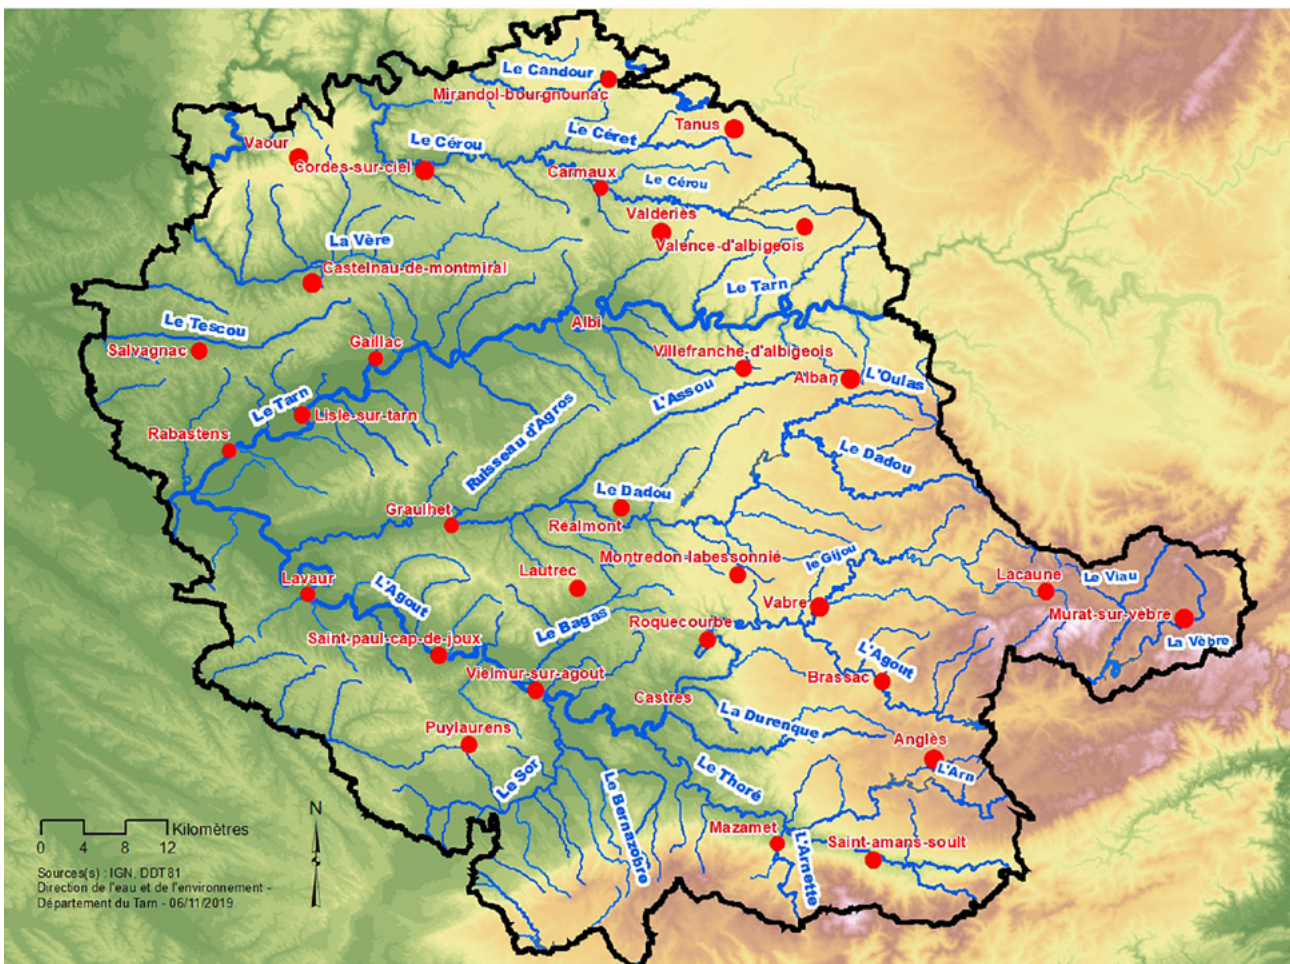 Le Candour
Mirandol-bourgnounac
Tanus
Le Céret
Le Cérou
Vaour
Cordes-sur-ciel
Carmaux
Le Cérou
Valderiès
Valence-d'albigeois
La Vère
Castelnau-de-montmiral
Le Tarn
Le Tescou
Albi
Salvagnac
Gaillac
Villefranche-d'albigeois
Alban
L'Oulas
L'Assou
Le Tarn
Lisle-sur-tarn
Rabastens
Ruisseau d'Agros
Le Dadou
Le Dadou
Graulhet
Réalmont
Montredon-labessonnié
le Gijou
Lautrec
Lavaur
L'Agout
Vabre
Lacaune
Le Viau
Murat-sur-vèbre
La Vèbre
Roquecourbe
Le Bagas
Saint-paul-cap-de-joux
Vielmur-sur-agout
L'Agout
Brassac
Castres
La Durenque
Puylaurens
Anglès
L'Arn
Le Sor
Le Thoré
Le Bernazobre
Mazamet
L'Arnette
Saint-amans-soult
N
Kilomètres
0 4 8 12
Sources(s) : IGN, DDT81
Direction de l'eau et de l'environnement -
Département du Tarn - 06/11/2019